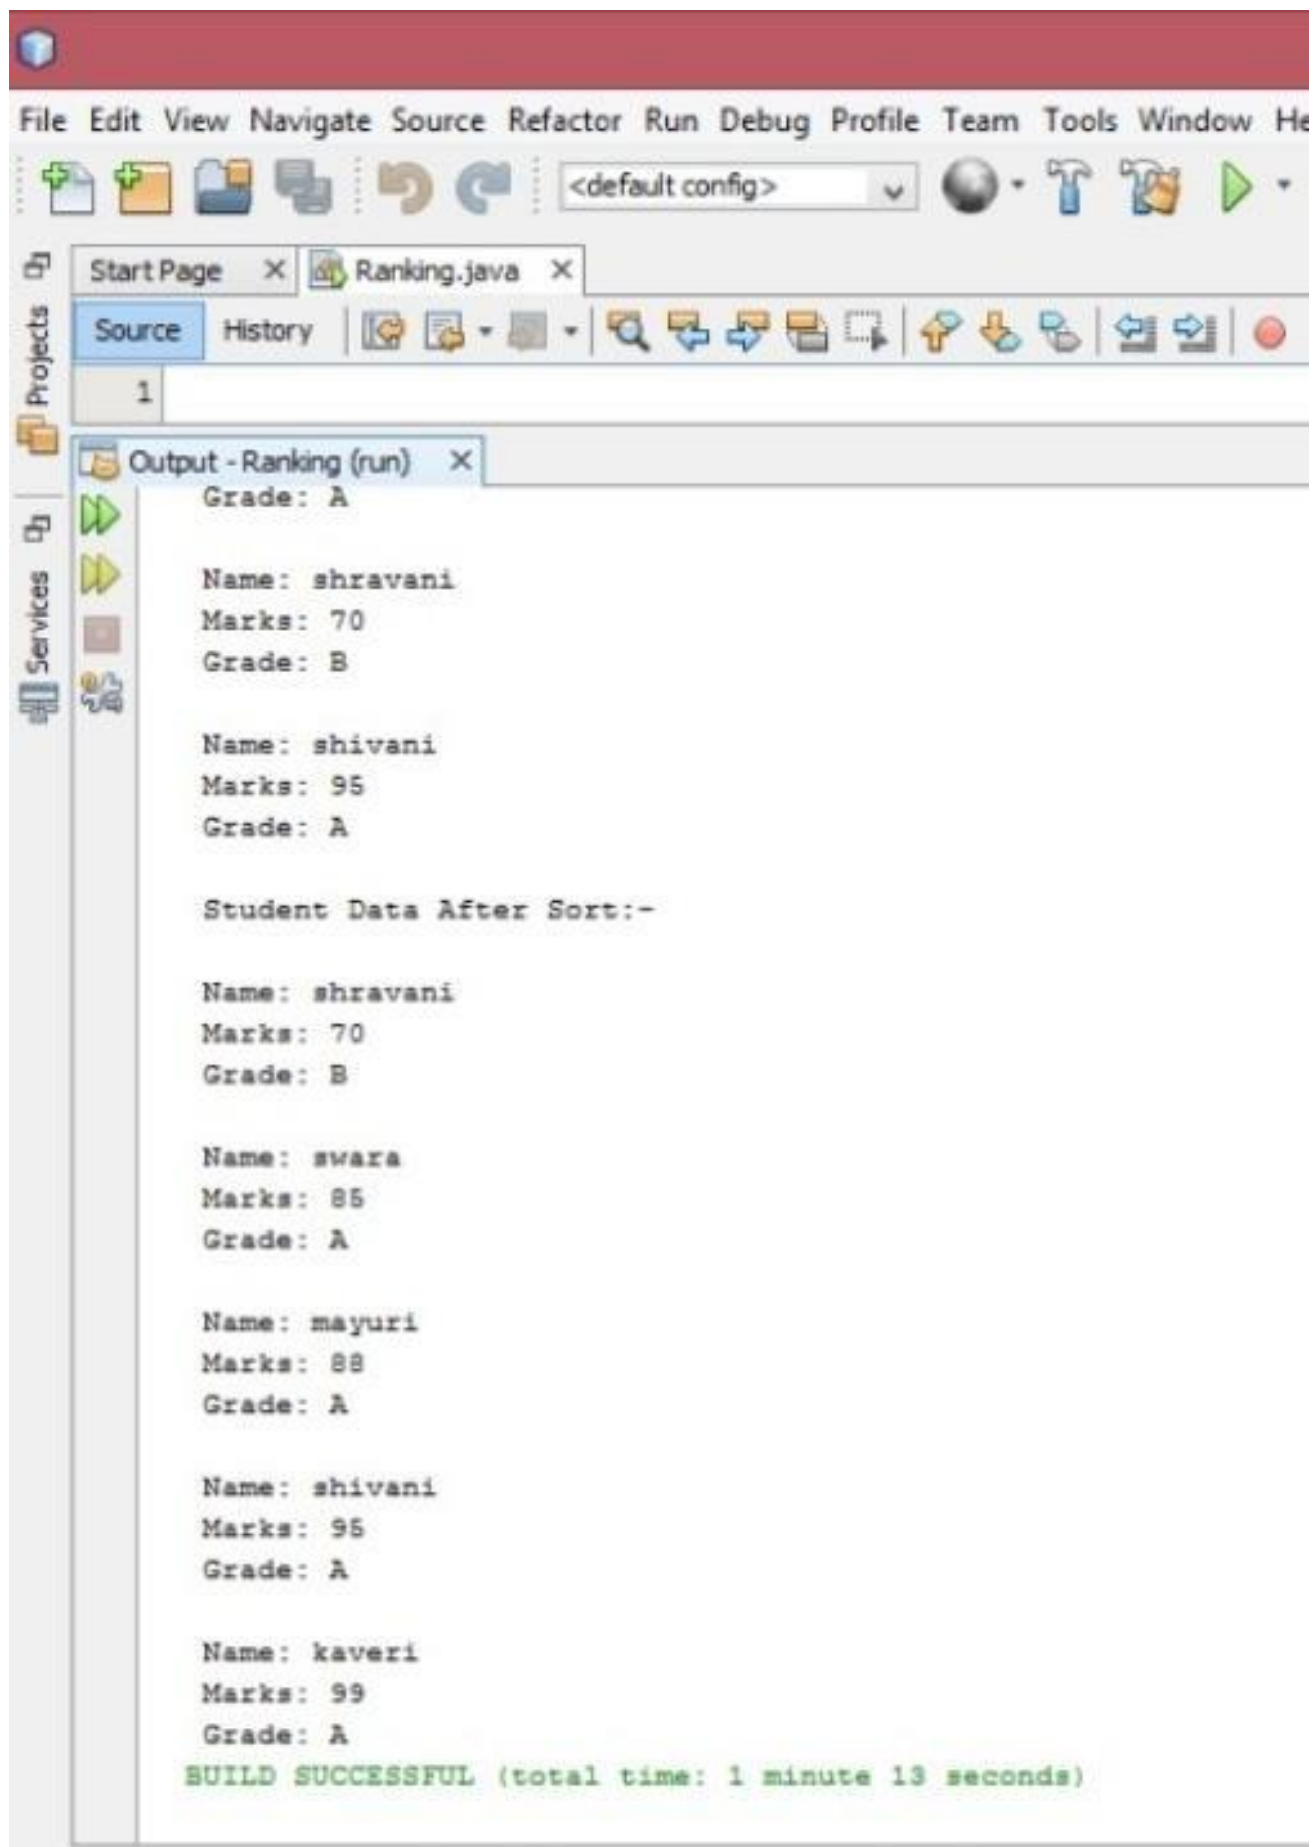 File Edit View Navigate Source Refactor Run Debug Profile Team Tools Window He
<default config>
Start Page Ranking.java
Source History
Projects
1
Output - Ranking (run)
Services
Grade: A
Name: shravani
Marks: 70
Grade: B
Name: shivani
Marks: 95
Grade: A
Student Data After Sort:-
Name: shravani
Marks: 70
Grade: B
Name: swara
Marks: 85
Grade: A
Name: mayuri
Marks: 88
Grade: A
Name: shivani
Marks: 95
Grade: A
Name: kaveri
Marks: 99
Grade: A
BUILD SUCCESSFUL (total time: 1 minute 13 seconds)